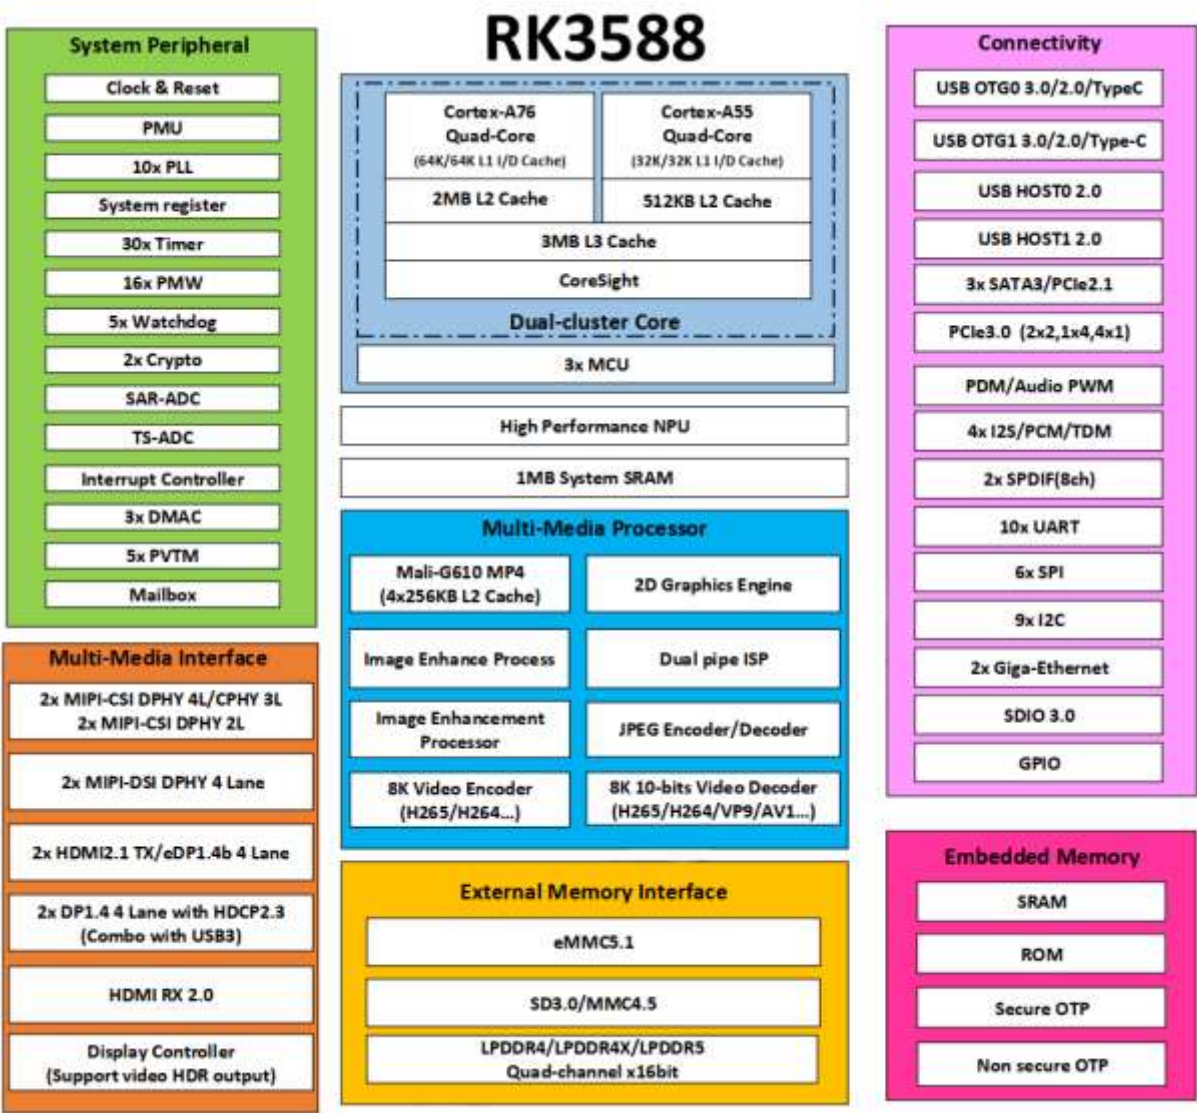 RK3588
System Peripheral
Clock & Reset
PMU
10x PLL
System register
30x Timer
16x PMW
5x Watchdog
2x Crypto
SAR-ADC
TS-ADC
Interrupt Controller
3x DMAC
5x PVTM
Mailbox
Multi-Media Interface
2x MIPI-CSI DPHY 4L/CPHY 3L
2x MIPI-CSI DPHY 2L
2x MIPI-DSI DPHY 4 Lane
2x HDMI2.1 TX/eDP1.4b 4 Lane
2x DP1.4 4 Lane with HDCP2.3
(Combo with USB3)
HDMI RX 2.0
Display Controller
(Support video HDR output)
Cortex-A76
Quad-Core
(64K/64K L1 I/D Cache)
2MB L2 Cache
Cortex-A55
Quad-Core
(32K/32K L1 I/D Cache)
512KB L2 Cache
3MB L3 Cache
CoreSight
Dual-cluster Core
3x MCU
High Performance NPU
1MB System SRAM
Multi-Media Processor
Mali-G610 MP4
(4x256KB L2 Cache)
2D Graphics Engine
Image Enhance Process
Dual pipe ISP
Image Enhancement
Processor
JPEG Encoder/Decoder
8K Video Encoder
(H265/H264...)
8K 10-bits Video Decoder
(H265/H264/VP9/AV1...)
External Memory Interface
eMMC5.1
SD3.0/MMC4.5
LPDDR4/LPDDR4X/LPDDR5
Quad-channel x16bit
Connectivity
USB OTG0 3.0/2.0/TypeC
USB OTG1 3.0/2.0/Type-C
USB HOST0 2.0
USB HOST1 2.0
3x SATA3/PCIe2.1
PCIe3.0 (2x2,1x4,4x1)
PDM/Audio PWM
4x I2S/PCM/TDM
2x SPDIF(8ch)
10x UART
6x SPI
9x I2C
2x Giga-Ethernet
SDIO 3.0
GPIO
Embedded Memory
SRAM
ROM
Secure OTP
Non secure OTP